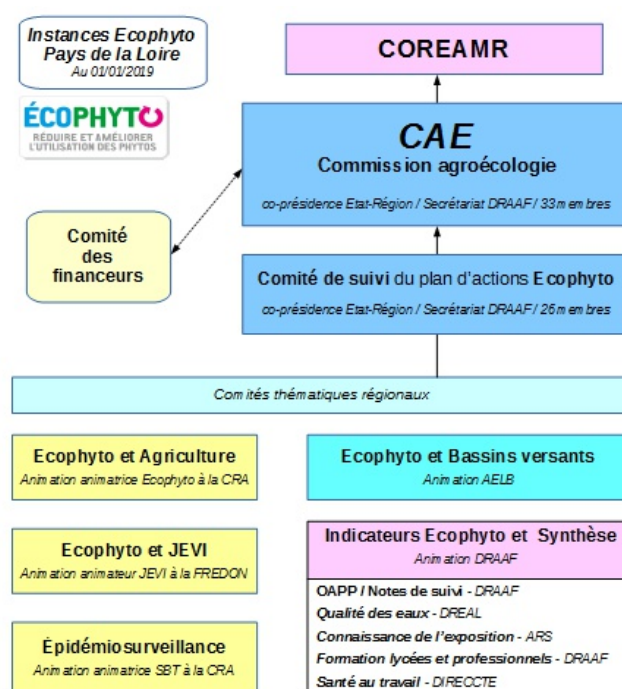 Instances Ecophyto
Pays de la Loire
Au 01/01/2019
ÉCOPHYTO
RÉDUIRE ET AMÉLIORER
L'UTILISATION DES PHYTOS
COREAMR
CAE
Commission agroécologie
co-présidence Etat-Région / Secrétariat DRAAF / 33 membres
Comité
des
financeurs
Comité de suivi du plan d'actions Ecophyto
co-présidence Etat-Région / Secrétariat DRAAF / 26 membres
Comités thématiques régionaux
Ecophyto et Agriculture
Animation animatrice Ecophyto à la CRA
Ecophyto et JEVI
Animation animateur JEVI à la FREDON
Épidémiosurveillance
Animation animatrice SBT à la CRA
Ecophyto et Bassins versants
Animation AELB
Indicateurs Ecophyto et Synthèse
Animation DRAAF
OAPP / Notes de suivi - DRAAF
Qualité des eaux - DREAL
Connaissance de l'exposition - ARS
Formation lycées et professionnels - DRAAF
Santé au travail - DIRECCTE